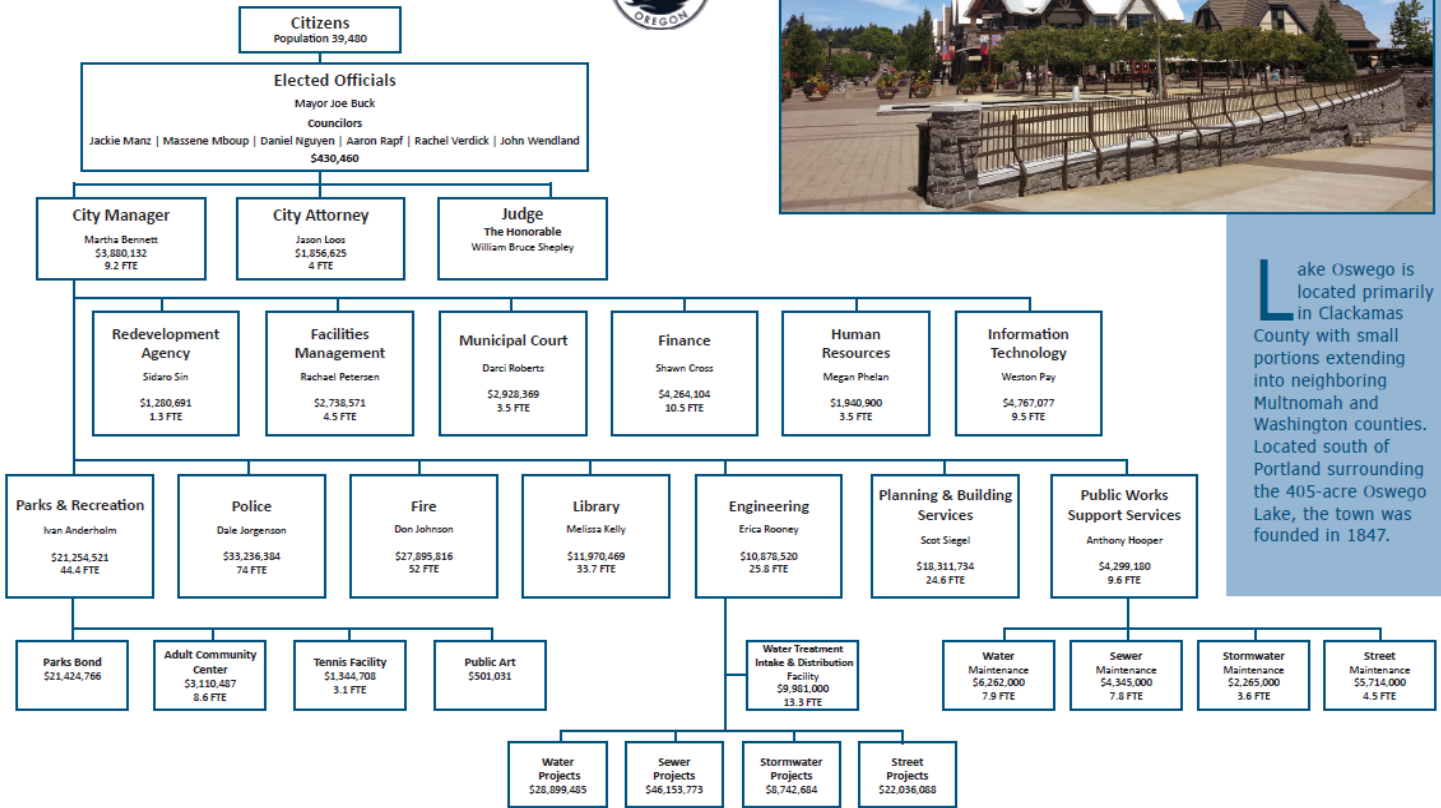 OREGON
Citizens
Population 39,480
Elected Officials
Mayor Joe Buck
Councilors
Jackie Manz | Massene Mboup | Daniel Nguyen | Aaron Rapf | Rachel Verdick | John Wendland
$430,460
City Manager
Martha Bennett
$3,880,132
9.2 FTE
City Attorney
Jason Loos
$1,856,625
4 FTE
Judge
The Honorable
William Bruce Shepley
Redevelopment
Agency
Sidaro Sin
$1,280,691
1.3 FTE
Facilities
Management
Rachael Petersen
$2,738,571
4.5 FTE
Municipal Court
Darci Roberts
$2,928,369
3.5 FTE
Finance
Shawn Cross
$4,264,104
10.5 FTE
Human
Resources
Megan Phelan
$1,940,900
3.5 FTE
Information
Technology
Weston Pay
$4,767,077
9.5 FTE
Lake Oswego is
located primarily
in Clackamas
County with small
portions extending
into neighboring
Multnomah and
Washington counties.
Located south of
Portland surrounding
the 405-acre Oswego
Lake, the town was
founded in 1847.
Parks & Recreation
Ivan Anderholm
$21,254,521
44.4 FTE
Police
Dale Jorgenson
$33,236,384
74 FTE
Fire
Don Johnson
$27,895,816
52 FTE
Library
Melissa Kelly
$11,970,469
33.7 FTE
Engineering
Erica Rooney
$10,878,520
25.8 FTE
Planning & Building
Services
Scot Siegel
$18,311,734
24.6 FTE
Public Works
Support Services
Anthony Hooper
$4,299,180
9.6 FTE
Parks Bond
$21,424,766
Adult Community
Center
$3,110,487
8.6 FTE
Tennis Facility
$1,344,708
3.1 FTE
Public Art
$501,031
Water Treatment
Intake & Distribution
Facility
$9,981,000
13.3 FTE
Water
Maintenance
$6,262,000
7.9 FTE
Sewer
Maintenance
$4,345,000
7.8 FTE
Stormwater
Maintenance
$2,265,000
3.6 FTE
Street
Maintenance
$5,714,000
4.5 FTE
Water
Projects
$28,899,485
Sewer
Projects
$46,153,773
Stormwater
Projects
$8,742,684
Street
Projects
$22,036,088